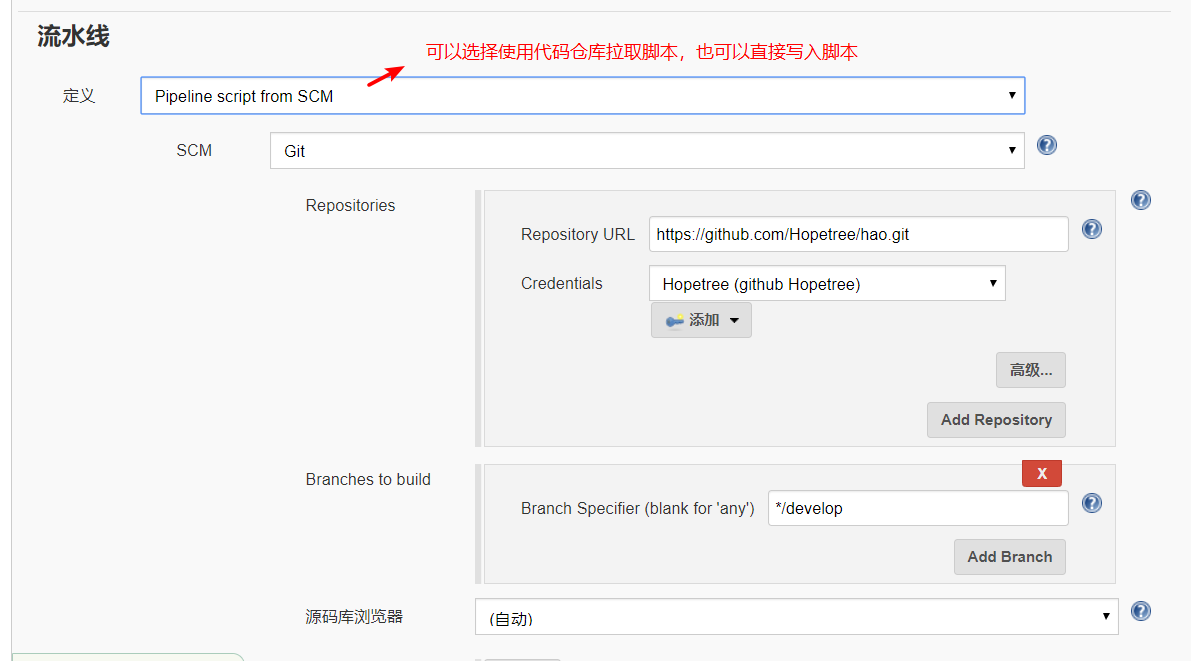 流水线
可以选择使用代码仓库拉取脚本，也可以直接写入脚本
定义 Pipeline script from SCM
SCM Git
Repositories
Repository URL https://github.com/Hopetree/hao.git
Credentials Hopetree (github Hopetree)
添加
高级...
Add Repository
Branches to build
X
Branch Specifier (blank for 'any') */develop
Add Branch
源码库浏览器 (自动)